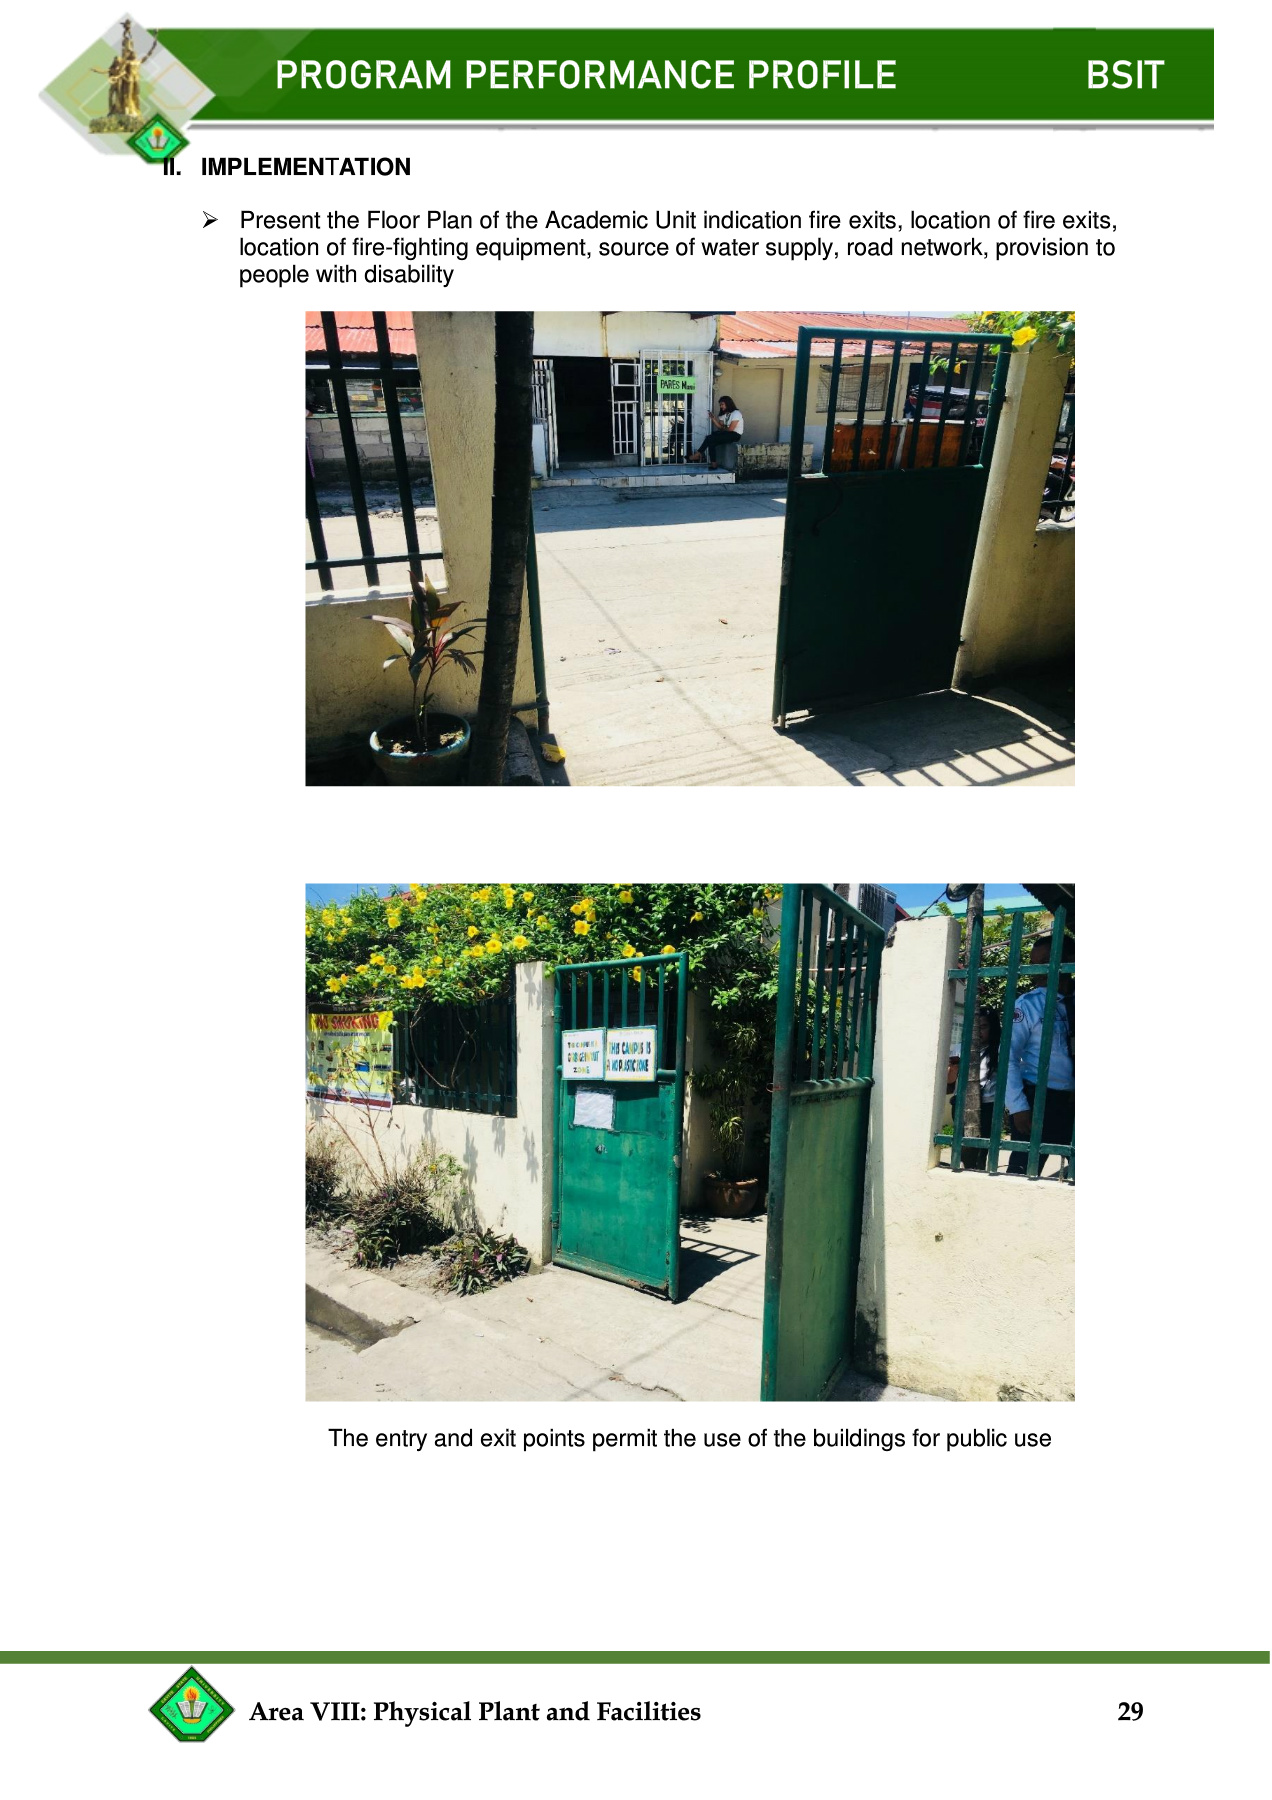 PROGRAM PERFORMANCE PROFILE BSIT
II. IMPLEMENTATION
➢ Present the Floor Plan of the Academic Unit indication fire exits, location of fire exits,
location of fire-fighting equipment, source of water supply, road network, provision to
people with disability
PARES
NO SMOKING
THIS CAMPUS IS
A NO PLASTIC ZONE
ZONE
The entry and exit points permit the use of the buildings for public use
Area VIII: Physical Plant and Facilities 29